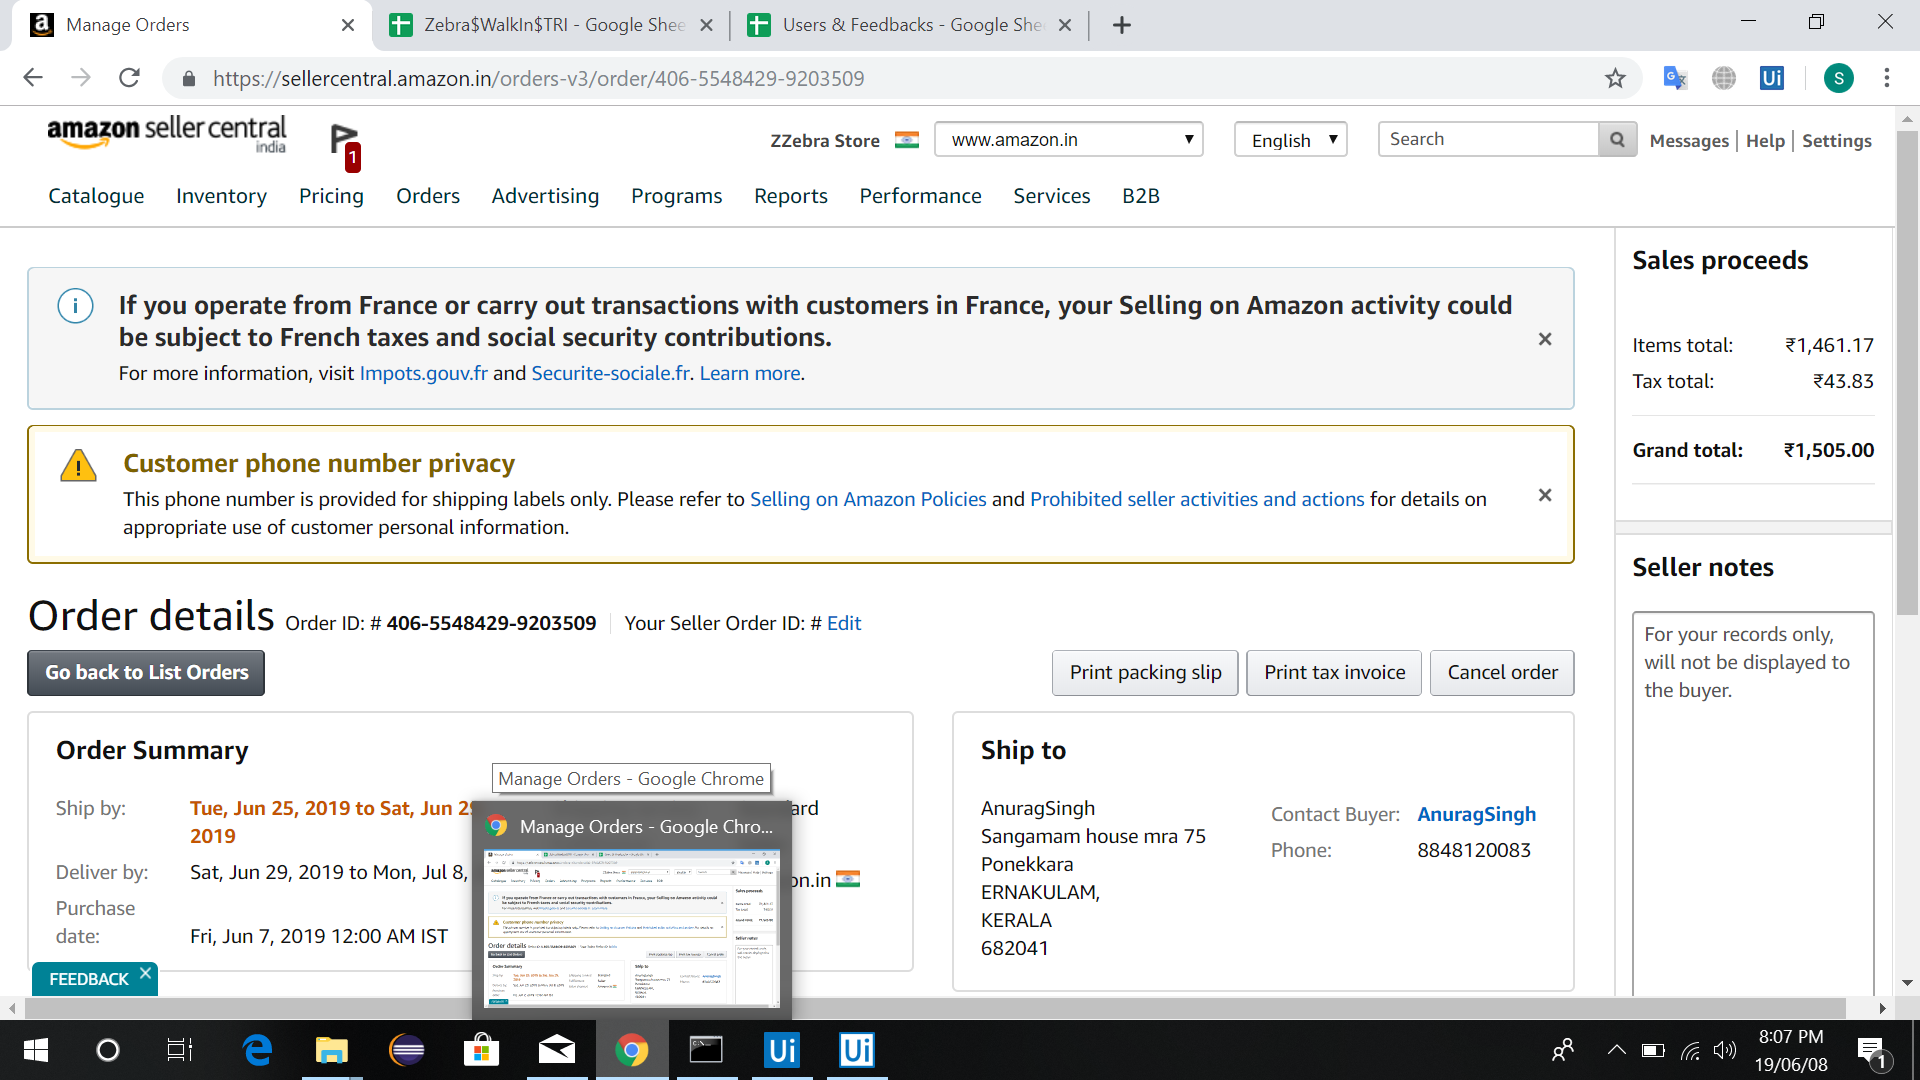 Manage Orders
Zebra$WalkIn$TRI - Google Shee
Users & Feedbacks - Google She
https://sellercentral.amazon.in/orders-v3/order/406-5548429-9203509
Ui
S
amazon seller central
india
1
ZZebra Store
www.amazon.in
English
Search
Messages
Help
Settings
Catalogue
Inventory
Pricing
Orders
Advertising
Programs
Reports
Performance
Services
B2B
If you operate from France or carry out transactions with customers in France, your Selling on Amazon activity could
be subject to French taxes and social security contributions.
For more information, visit Impots.gouv.fr and Securite-sociale.fr. Learn more.
Customer phone number privacy
This phone number is provided for shipping labels only. Please refer to Selling on Amazon Policies and Prohibited seller activities and actions for details on
appropriate use of customer personal information.
Sales proceeds
Items total: ₹1,461.17
Tax total: ₹43.83
Grand total: ₹1,505.00
Seller notes
For your records only,
will not be displayed to
the buyer.
Order details Order ID: # 406-5548429-9203509 Your Seller Order ID: # Edit
Go back to List Orders
Print packing slip
Print tax invoice
Cancel order
Order Summary
Ship by: Tue, Jun 25, 2019 to Sat, Jun 29
2019
Deliver by: Sat, Jun 29, 2019 to Mon, Jul 8,
Purchase
date: Fri, Jun 7, 2019 12:00 AM IST
Manage Orders - Google Chrome
Manage Orders - Google Chro...
ard
on.in
Ship to
AnuragSingh
Sangamam house mra 75
Ponekkara
ERNAKULAM,
KERALA
682041
Contact Buyer: AnuragSingh
Phone: 8848120083
FEEDBACK
Ui
Ui
8:07 PM
19/06/08
1